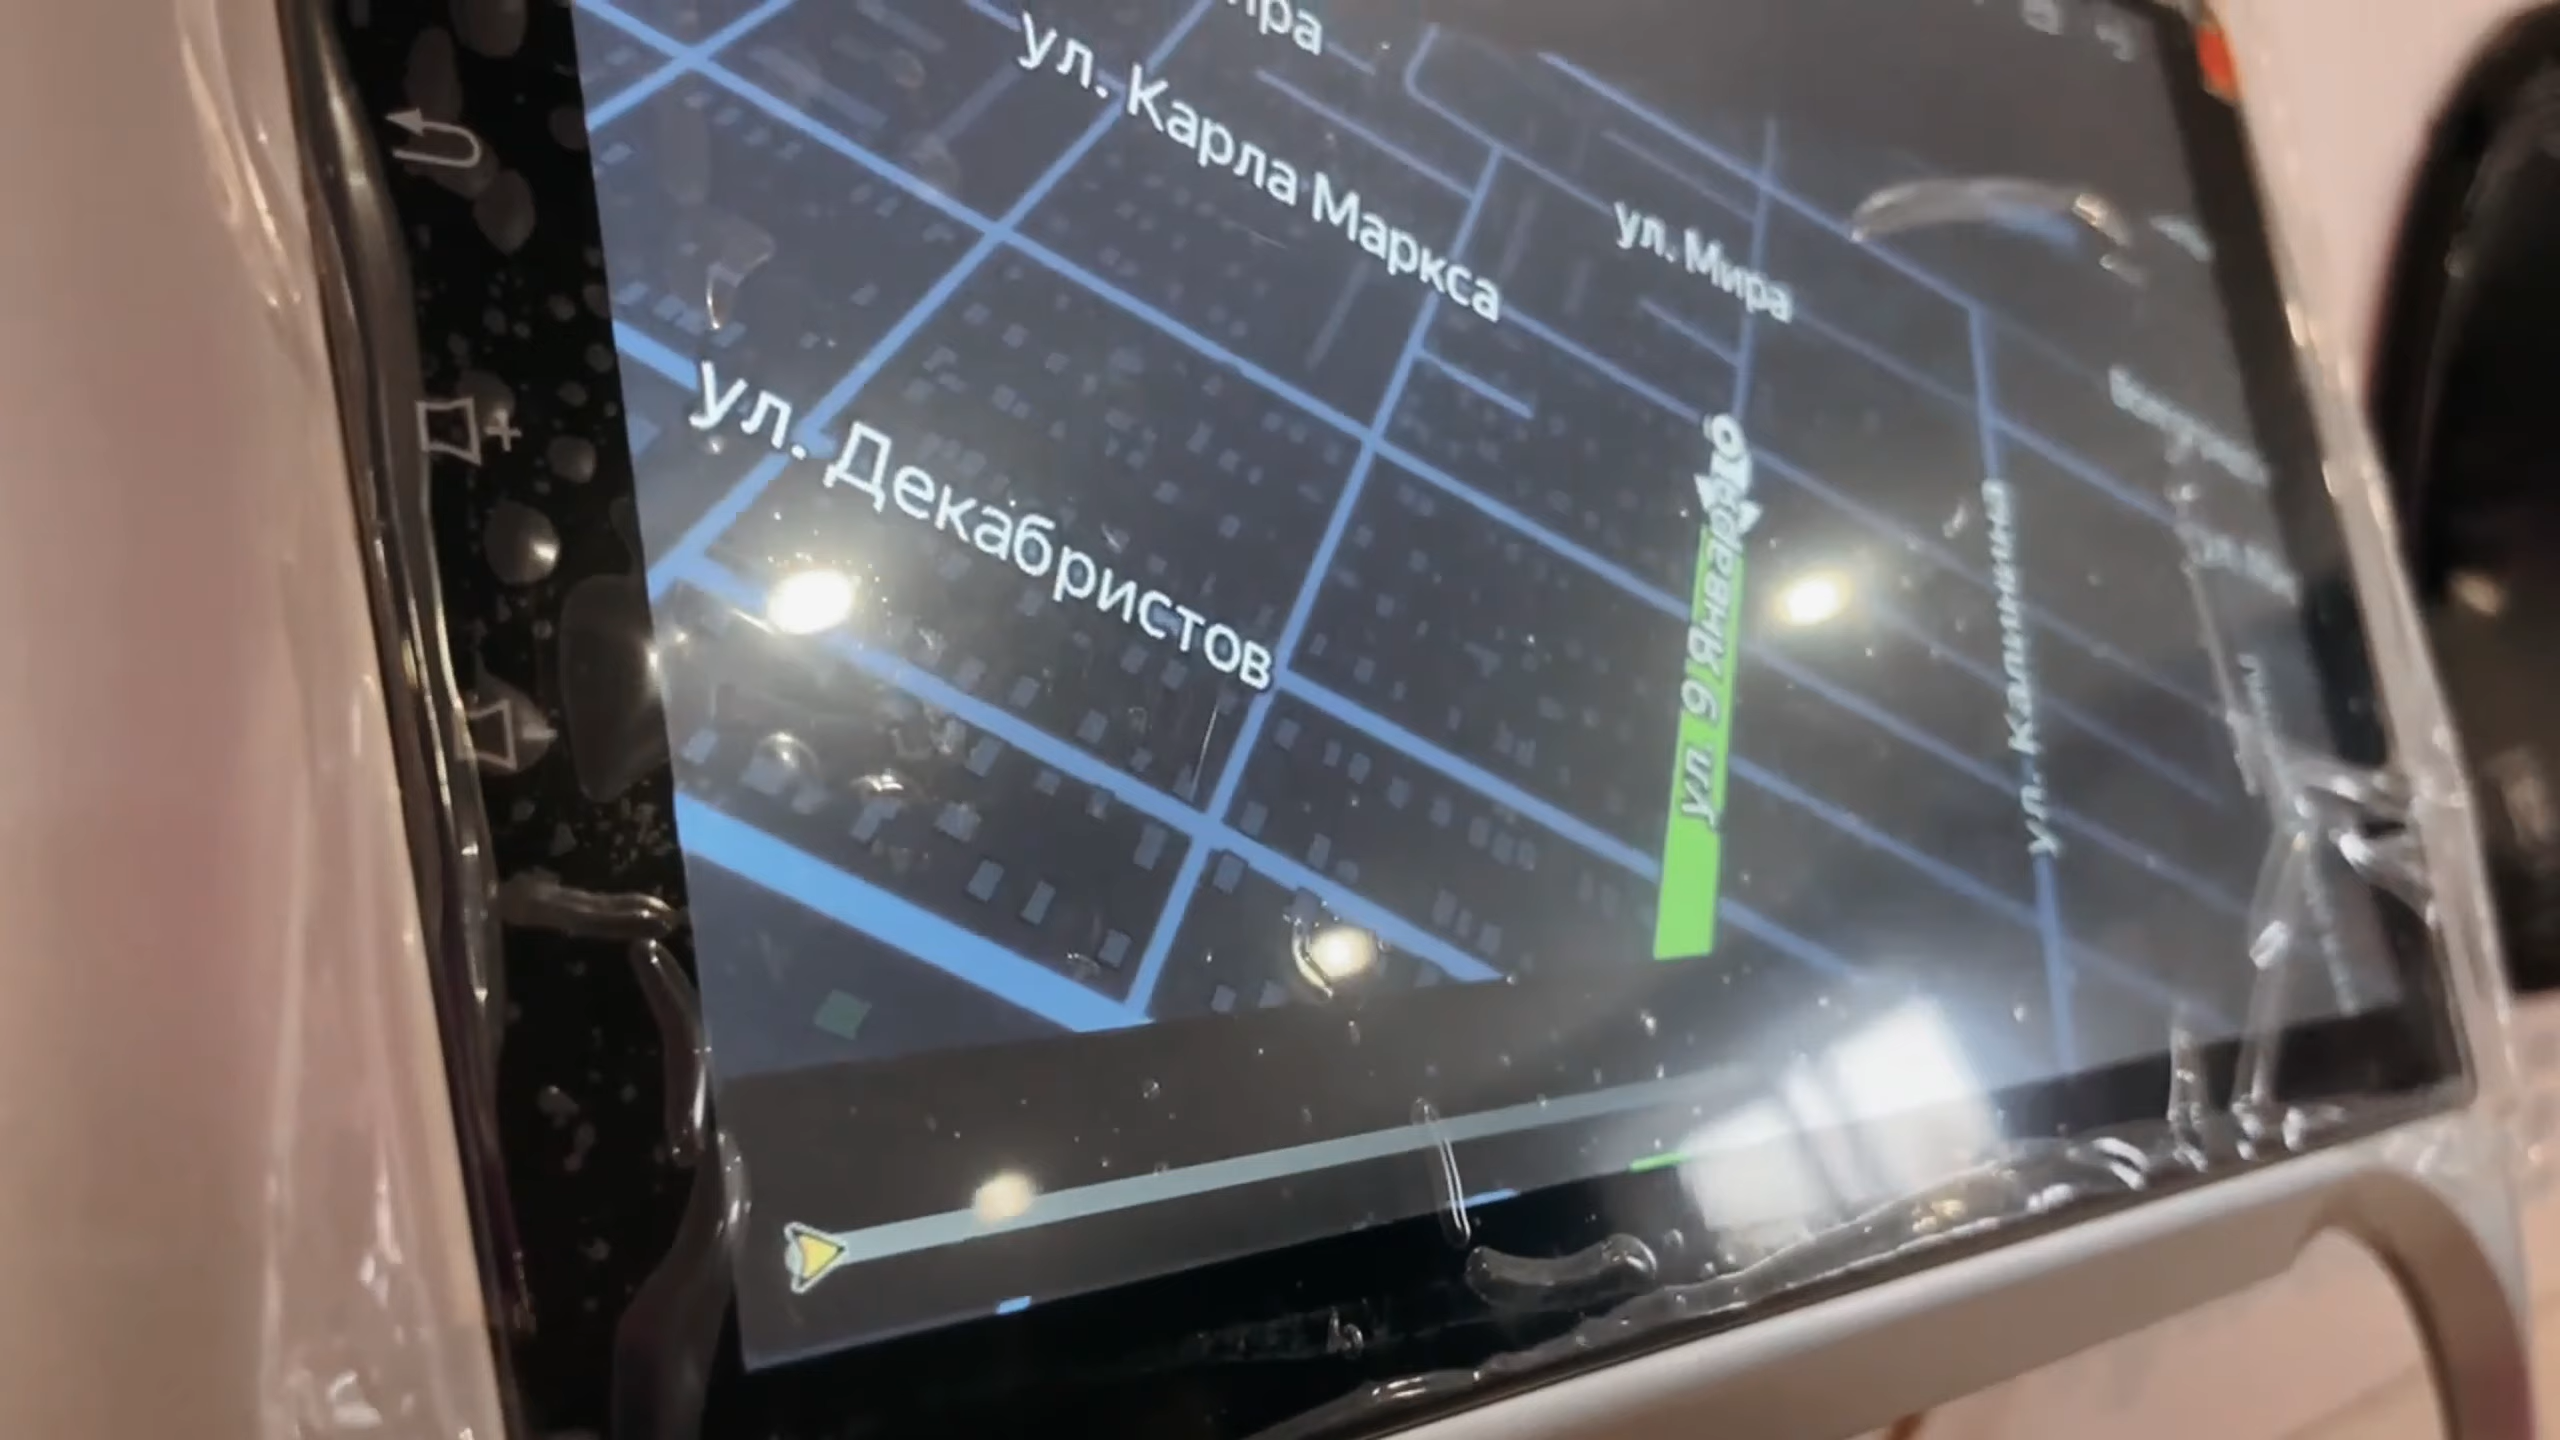 ул. Карла Маркса
ул. Мира
ул. Декабристов
ул. 9 Января
ул. Калинина